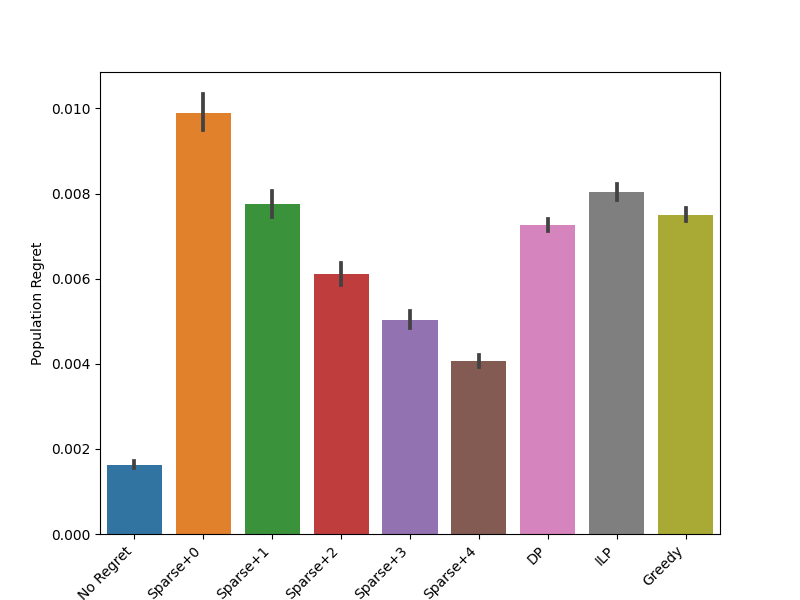 Population Regret
0.010
0.008
0.006
0.004
0.002
0.000
No Regret
Sparse+0
Sparse+1
Sparse+2
Sparse+3
Sparse+4
DP
ILP
Greedy